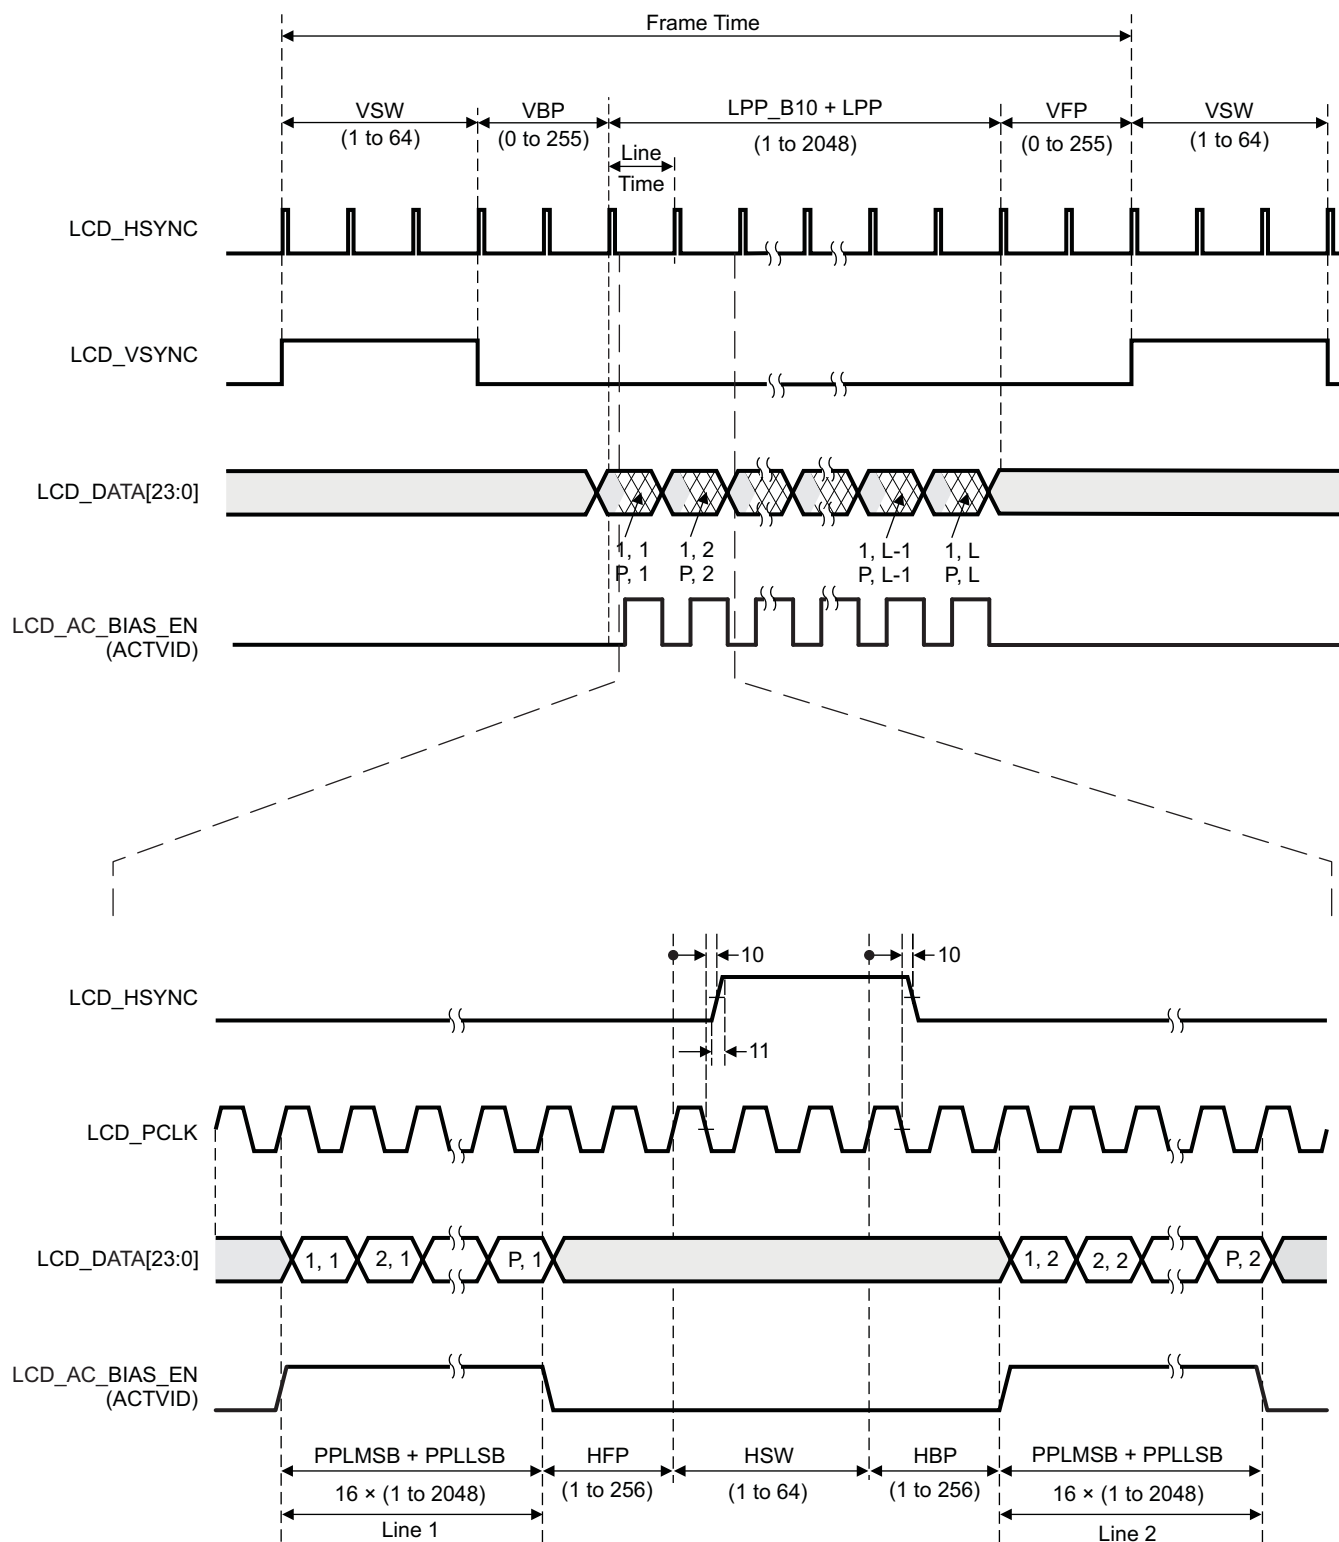 Frame Time
VSW
(1 to 64)
VBP
(0 to 255)
LPP_B10 + LPP
(1 to 2048)
VFP
(0 to 255)
VSW
(1 to 64)
Line
Time
LCD_HSYNC
LCD_VSYNC
LCD_DATA[23:0]
1, 1
P, 1
1, 2
P, 2
1, L-1
P, L-1
1, L
P, L
LCD_AC_BIAS_EN
(ACTVID)
10
10
LCD_HSYNC
11
LCD_PCLK
LCD_DATA[23:0]
1, 1
2, 1
P, 1
1, 2
2, 2
P, 2
LCD_AC_BIAS_EN
(ACTVID)
PPLMSB + PPLLSB
16 × (1 to 2048)
Line 1
HFP
(1 to 256)
HSW
(1 to 64)
HBP
(1 to 256)
PPLMSB + PPLLSB
16 × (1 to 2048)
Line 2